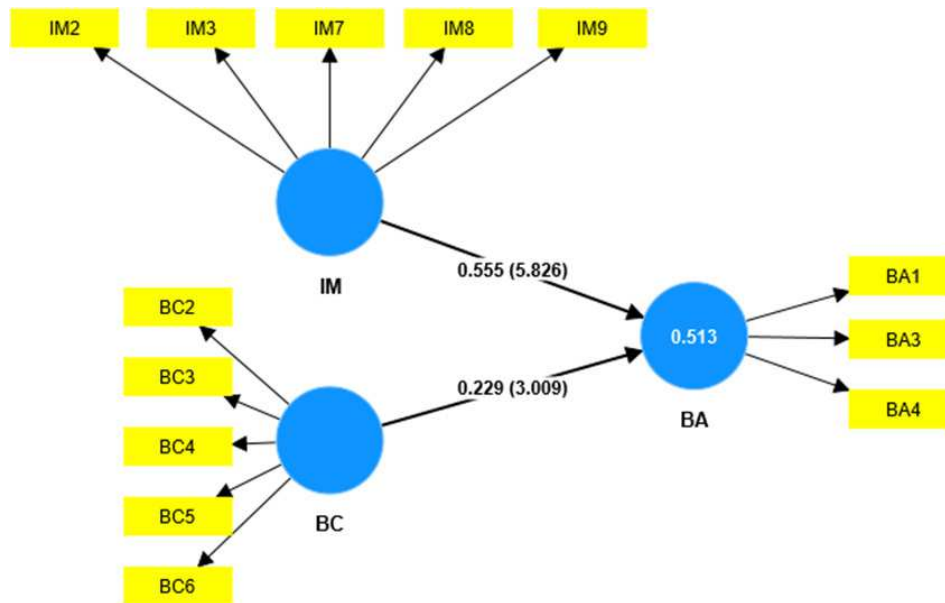 IM2
IM3
IM7
IM8
IM9
IM
0.555 (5.826)
BC2
BC3
BC4
BC5
BC6
BC
0.229 (3.009)
0.513
BA
BA1
BA3
BA4